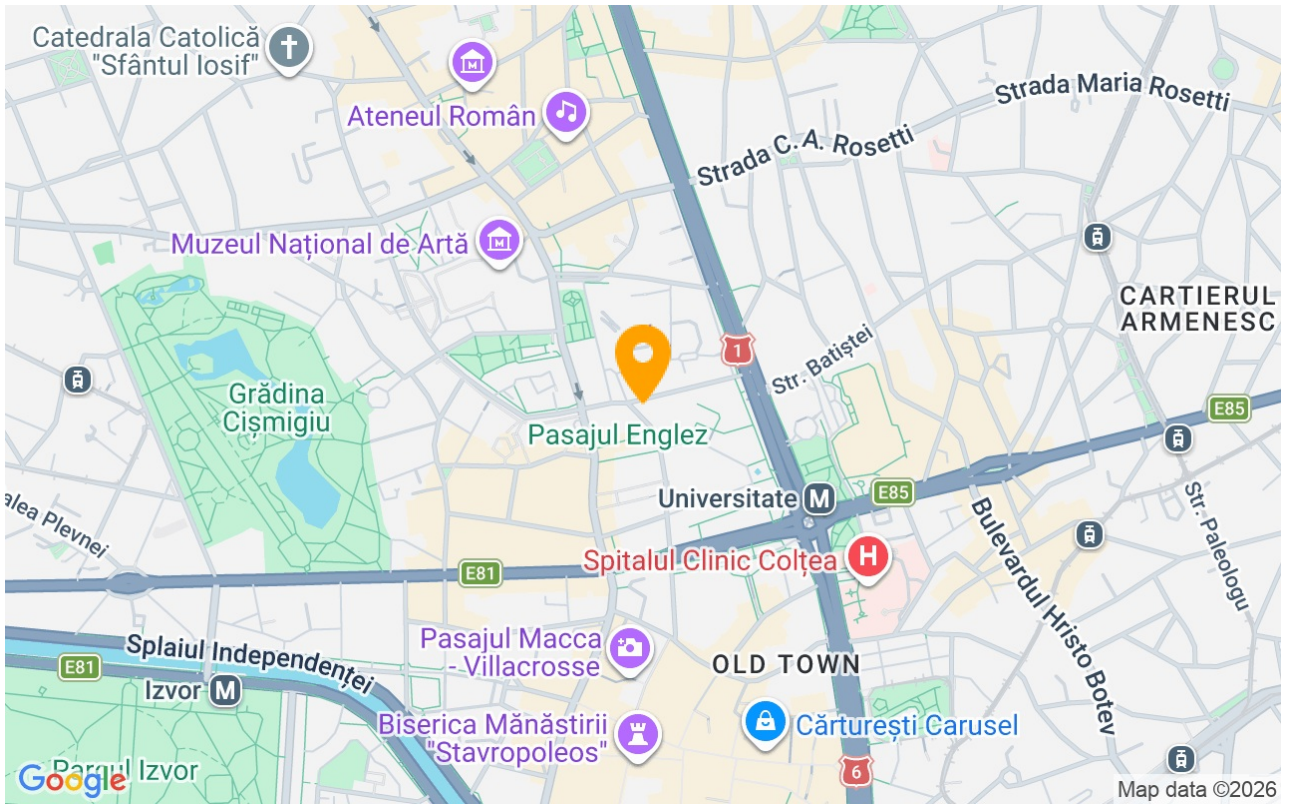 Catedrala Catolică
"Sfântul Iosif"
Ateneul Român
Strada Maria Rosetti
Strada C. A. Rosetti
Muzeul Național de Artă
CARTIERUL
ARMENESC
1
Str. Batiștei
Grădina
Cișmigiu
E85
Pasajul Englez
Universitate M
E85
alea Plevnei
Str. Paleologu
Bulevardul Hristo Botev
Spitalul Clinic Colțea H
E81
Pasajul Macca
- Villacrosse
OLD TOWN
Splaiul Independenței
E81
Izvor M
Biserica Mănăstirii
"Stavropoleos"
Cărturești Carusel
6
Parcul Izvor
Google
Map data ©2026